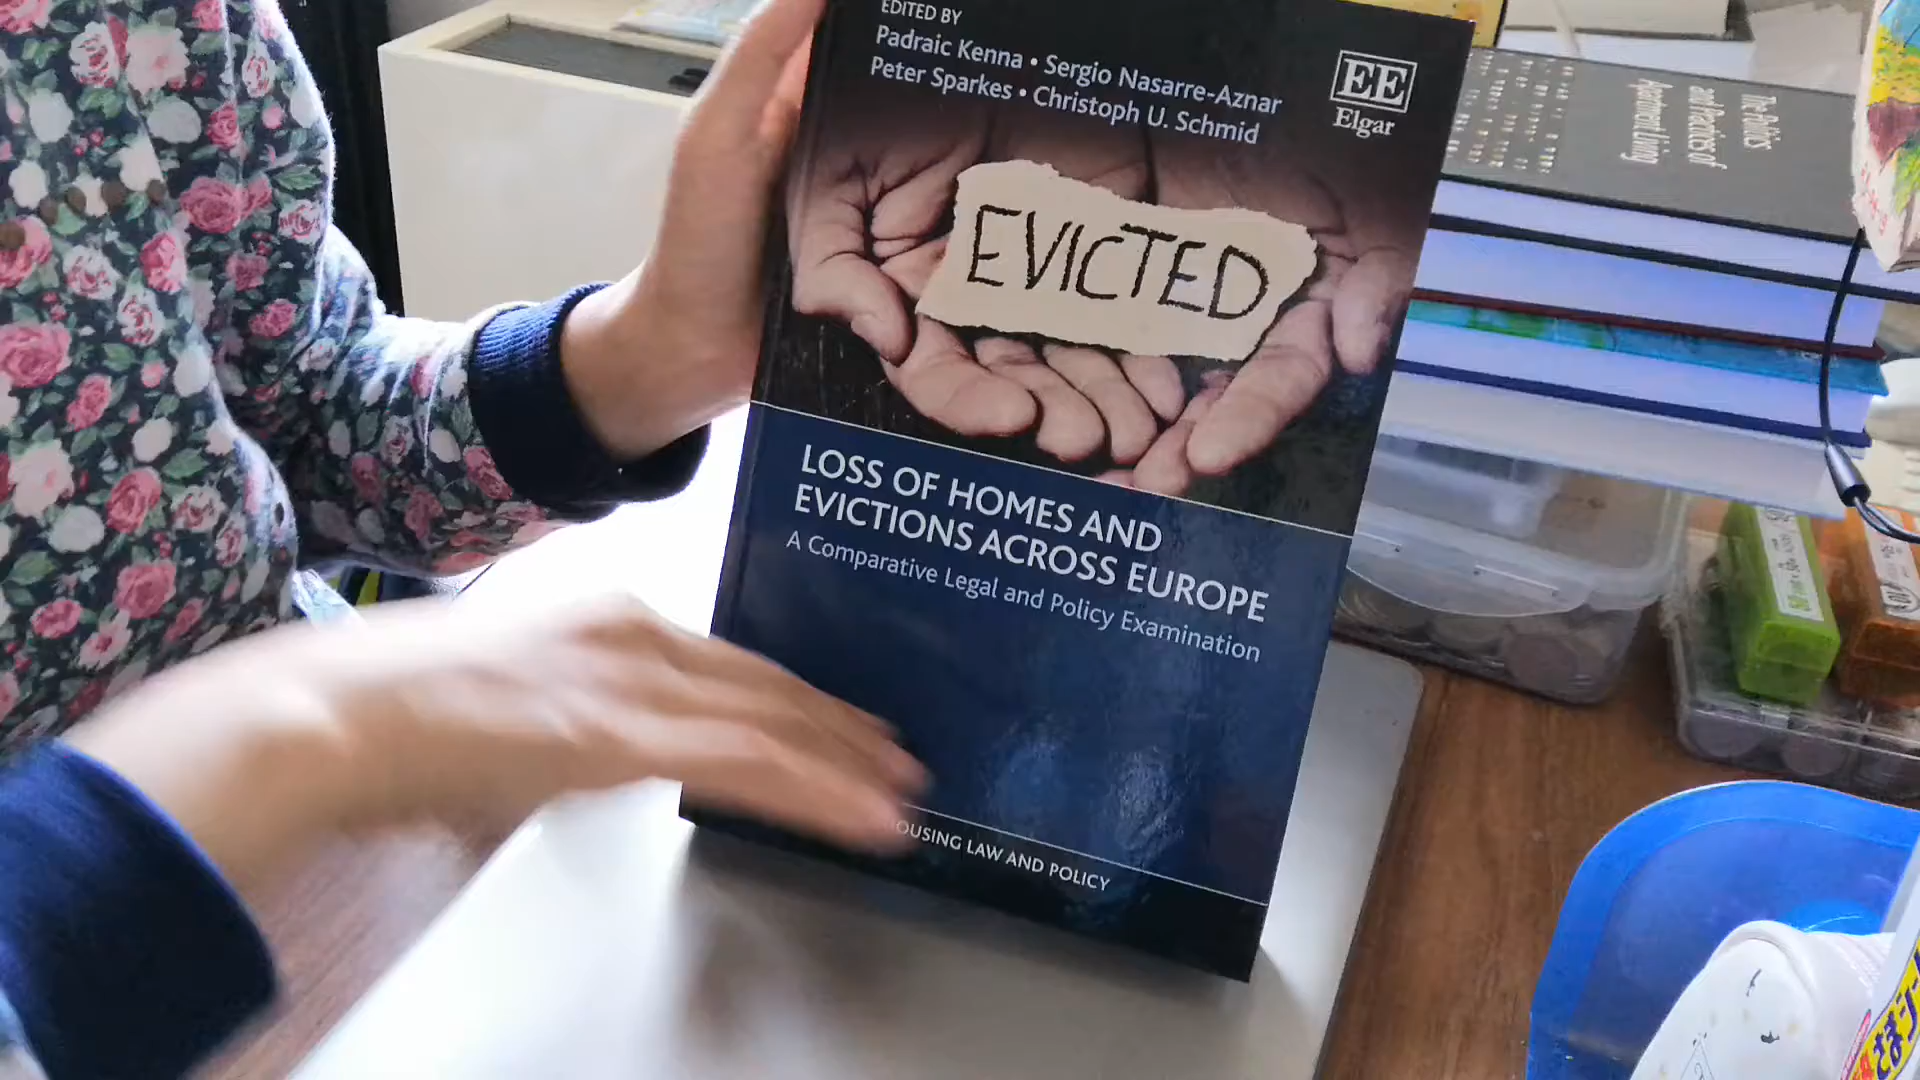 EDITED BY
Padraic Kenna • Sergio Nasarre-Aznar
Peter Sparkes • Christoph U. Schmid
EE
Elgar
EVICTED
LOSS OF HOMES AND
EVICTIONS ACROSS EUROPE
A Comparative Legal and Policy Examination
OUSING LAW AND POLICY
The Politics
and Practices of
Apartment Living